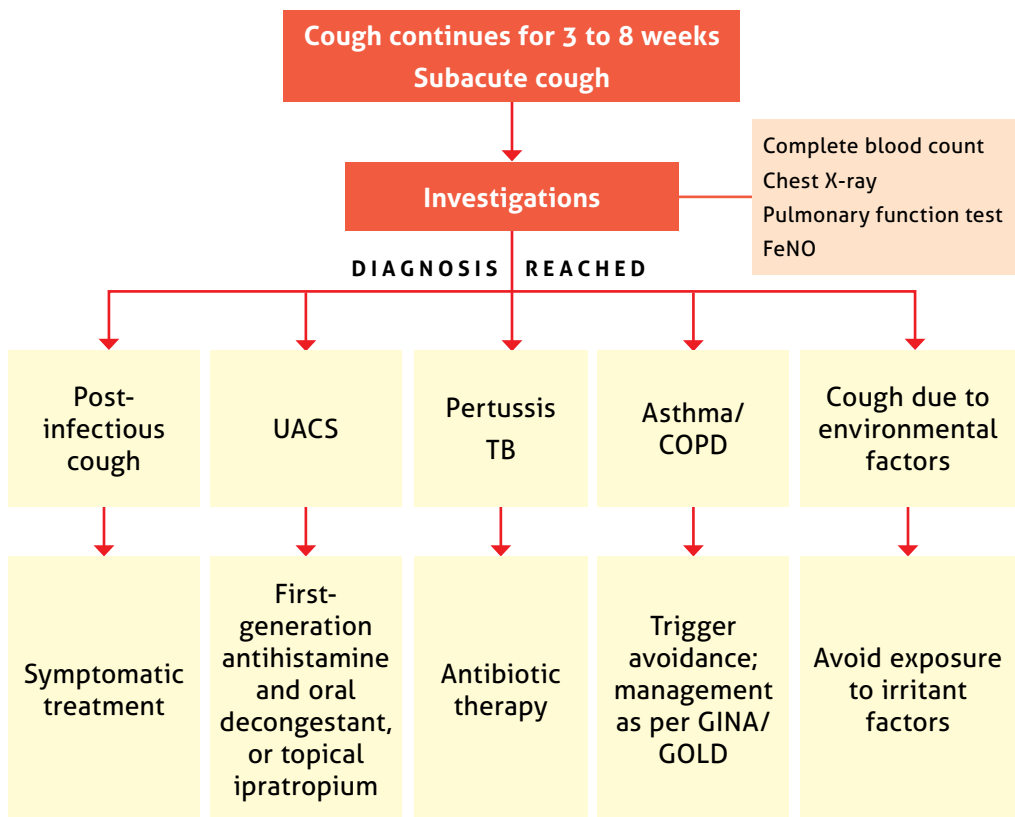 Cough continues for 3 to 8 weeks
Subacute cough
Investigations
Complete blood count
Chest X-ray
Pulmonary function test
FeNO
DIAGNOSIS REACHED
Post-
infectious
cough
UACS
Pertussis
TB
Asthma/
COPD
Cough due to
environmental
factors
Symptomatic
treatment
First-
generation
antihistamine
and oral
decongestant,
or topical
ipratropium
Antibiotic
therapy
Trigger
avoidance;
management
as per GINA/
GOLD
Avoid exposure
to irritant
factors